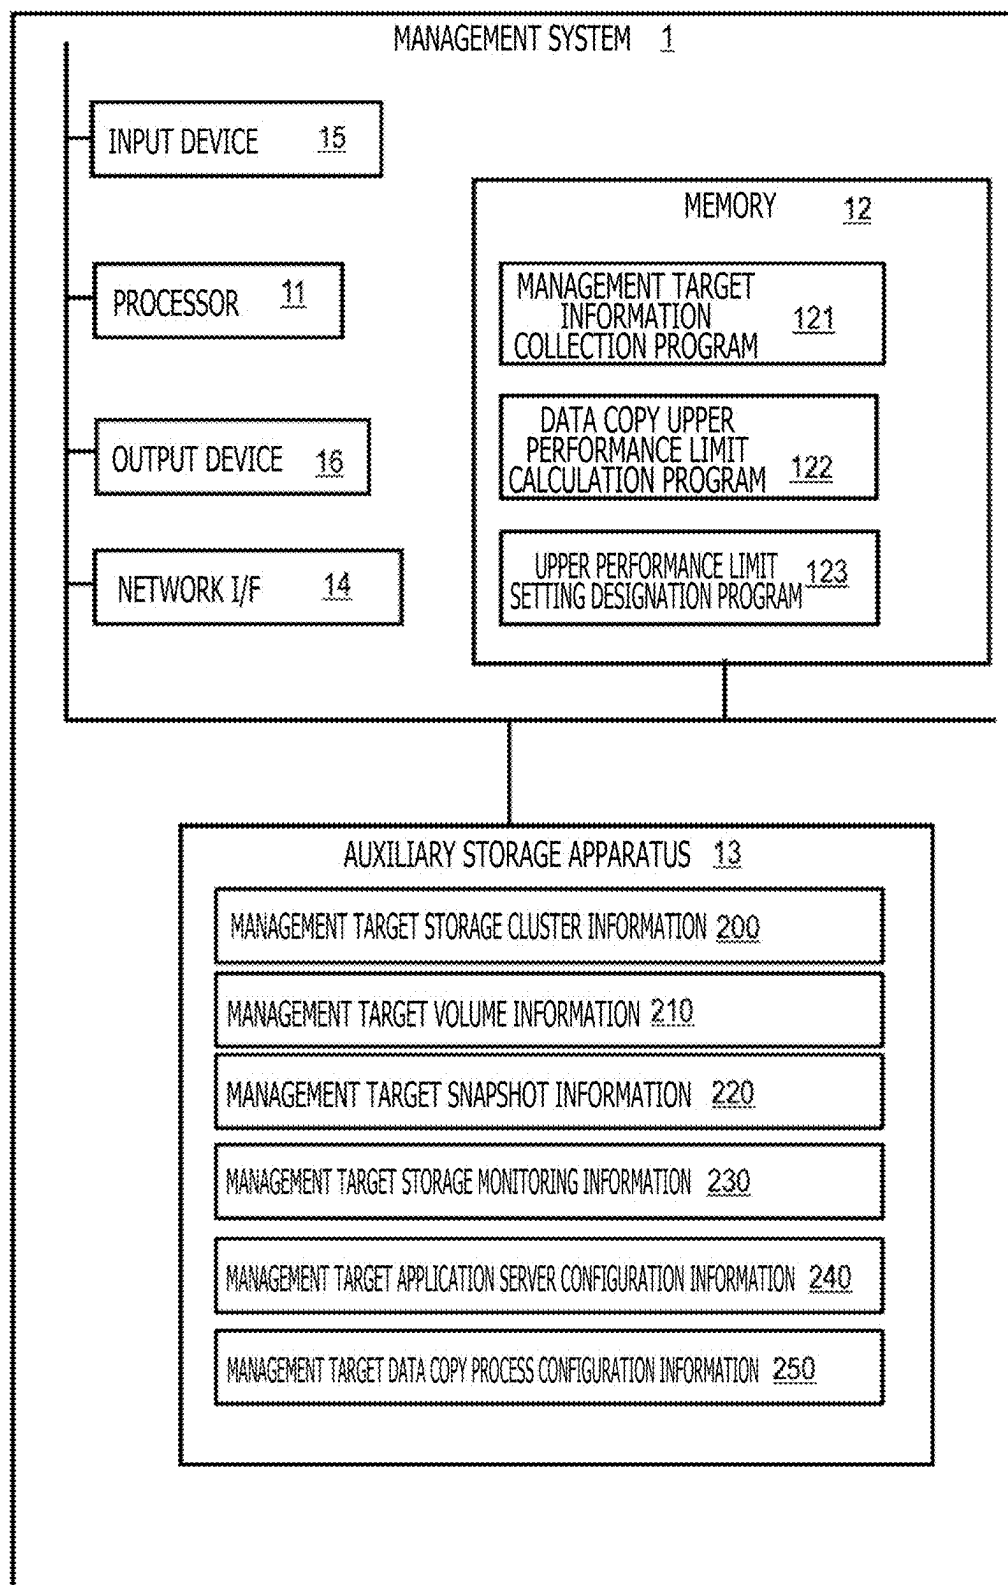 MANAGEMENT SYSTEM 1
INPUT DEVICE 15
PROCESSOR 11
OUTPUT DEVICE 16
NETWORK I/F 14
MEMORY 12
MANAGEMENT TARGET
INFORMATION
COLLECTION PROGRAM 121
DATA COPY UPPER
PERFORMANCE LIMIT
CALCULATION PROGRAM 122
UPPER PERFORMANCE LIMIT
SETTING DESIGNATION PROGRAM 123
AUXILIARY STORAGE APPARATUS 13
MANAGEMENT TARGET STORAGE CLUSTER INFORMATION 200
MANAGEMENT TARGET VOLUME INFORMATION 210
MANAGEMENT TARGET SNAPSHOT INFORMATION 220
MANAGEMENT TARGET STORAGE MONITORING INFORMATION 230
MANAGEMENT TARGET APPLICATION SERVER CONFIGURATION INFORMATION 240
MANAGEMENT TARGET DATA COPY PROCESS CONFIGURATION INFORMATION 250